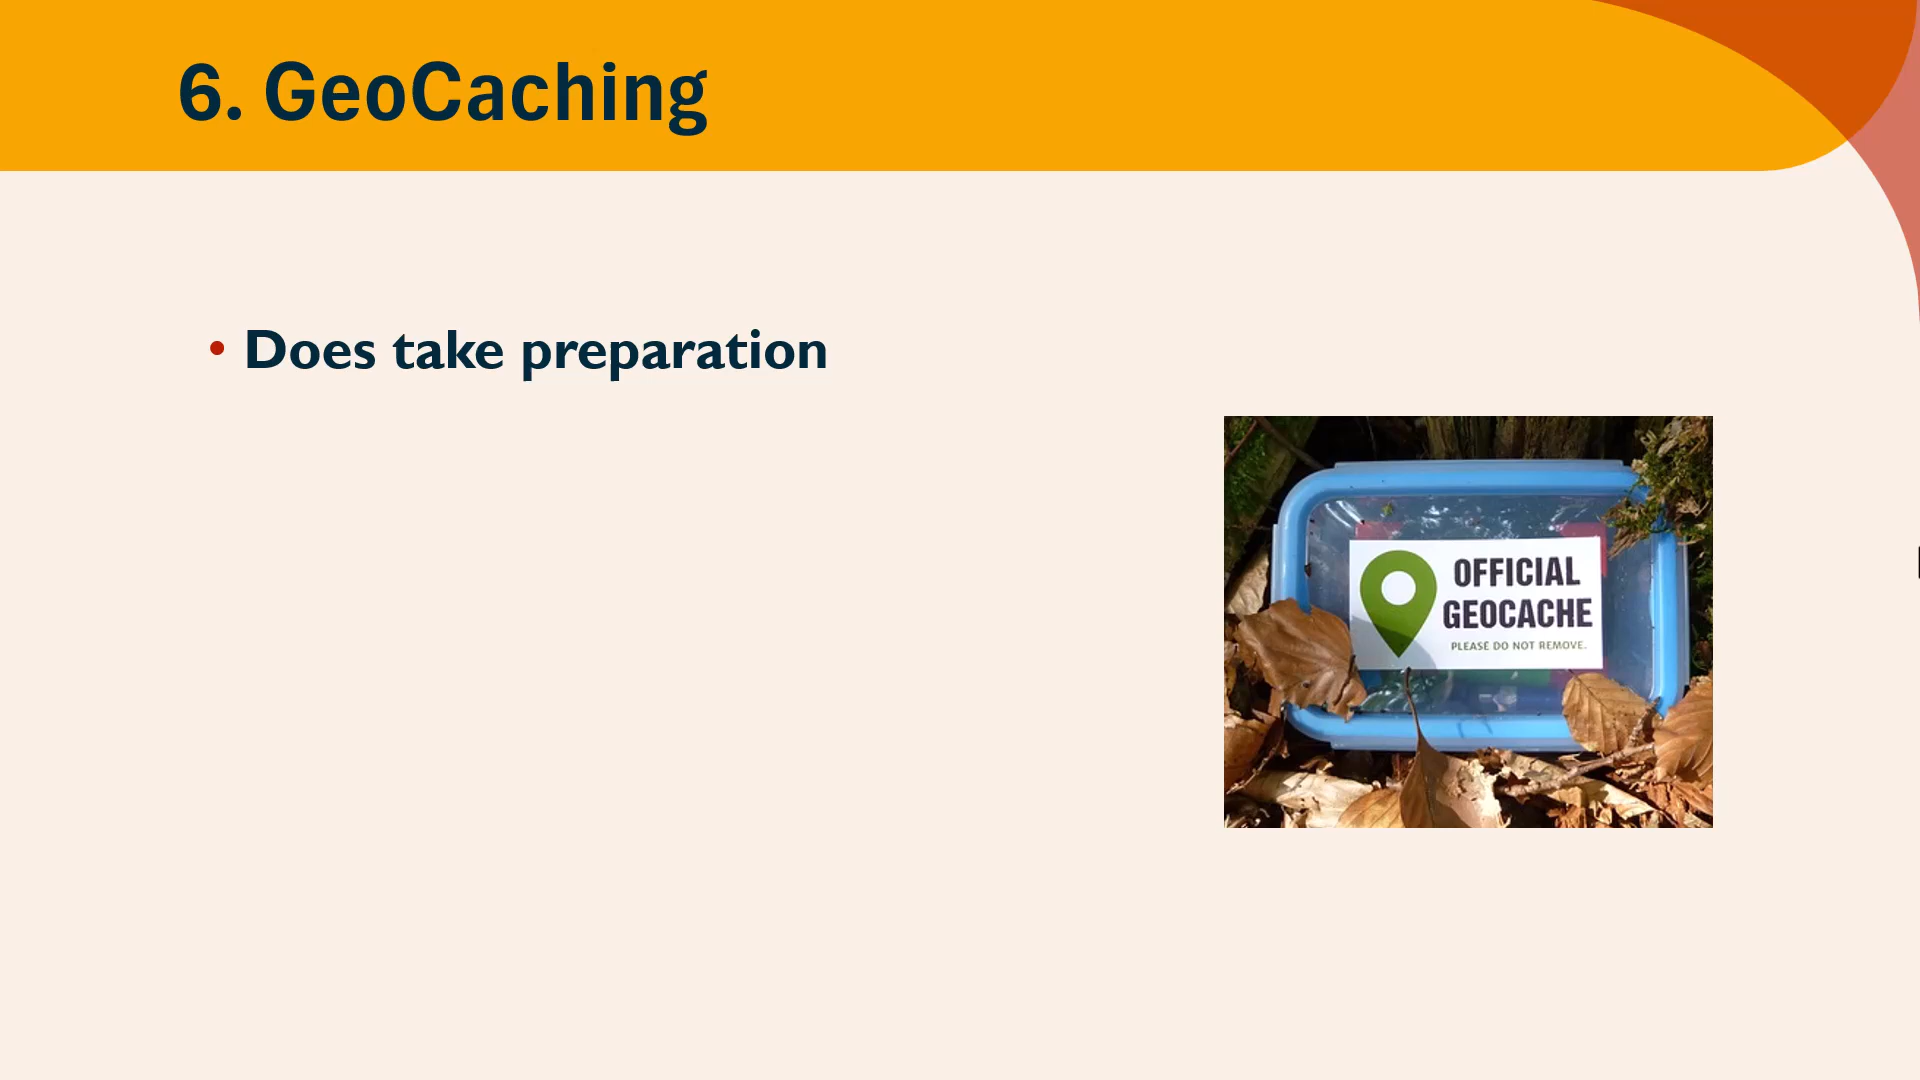 6. GeoCaching
• Does take preparation
OFFICIAL
GEOCACHE
PLEASE DO NOT REMOVE.